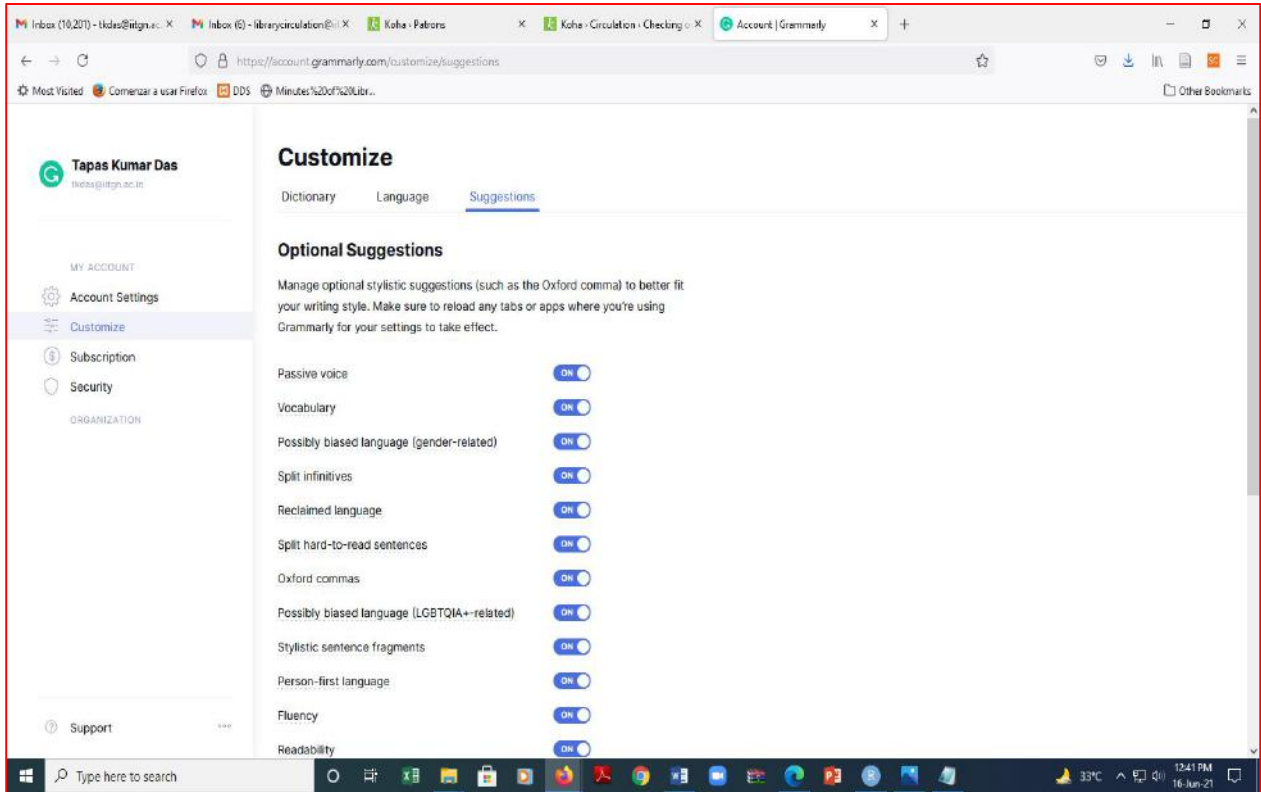 Inbox (10,201) - tkdas@iitgn.ac. X
Inbox (6) - librarycirculation@ii X
Koha › Patrons X
Koha › Circulation › Checking o X
Account | Grammarly X
https://account.grammarly.com/customize/suggestions
Most Visited Comenzar a usar Firefox DDS Minutes%20of%20Libr...
Other Bookmarks
Tapas Kumar Das
tkdas@iitgn.ac.in
MY ACCOUNT
Account Settings
Customize
Subscription
Security
ORGANIZATION
Support
Customize
Dictionary Language Suggestions
Optional Suggestions
Manage optional stylistic suggestions (such as the Oxford comma) to better fit
your writing style. Make sure to reload any tabs or apps where you're using
Grammarly for your settings to take effect.
Passive voice ON
Vocabulary ON
Possibly biased language (gender-related) ON
Split infinitives ON
Reclaimed language ON
Split hard-to-read sentences ON
Oxford commas ON
Possibly biased language (LGBTQIA+-related) ON
Stylistic sentence fragments ON
Person-first language ON
Fluency ON
Readability ON
Type here to search
33°C
12:41 PM
16-Jun-21